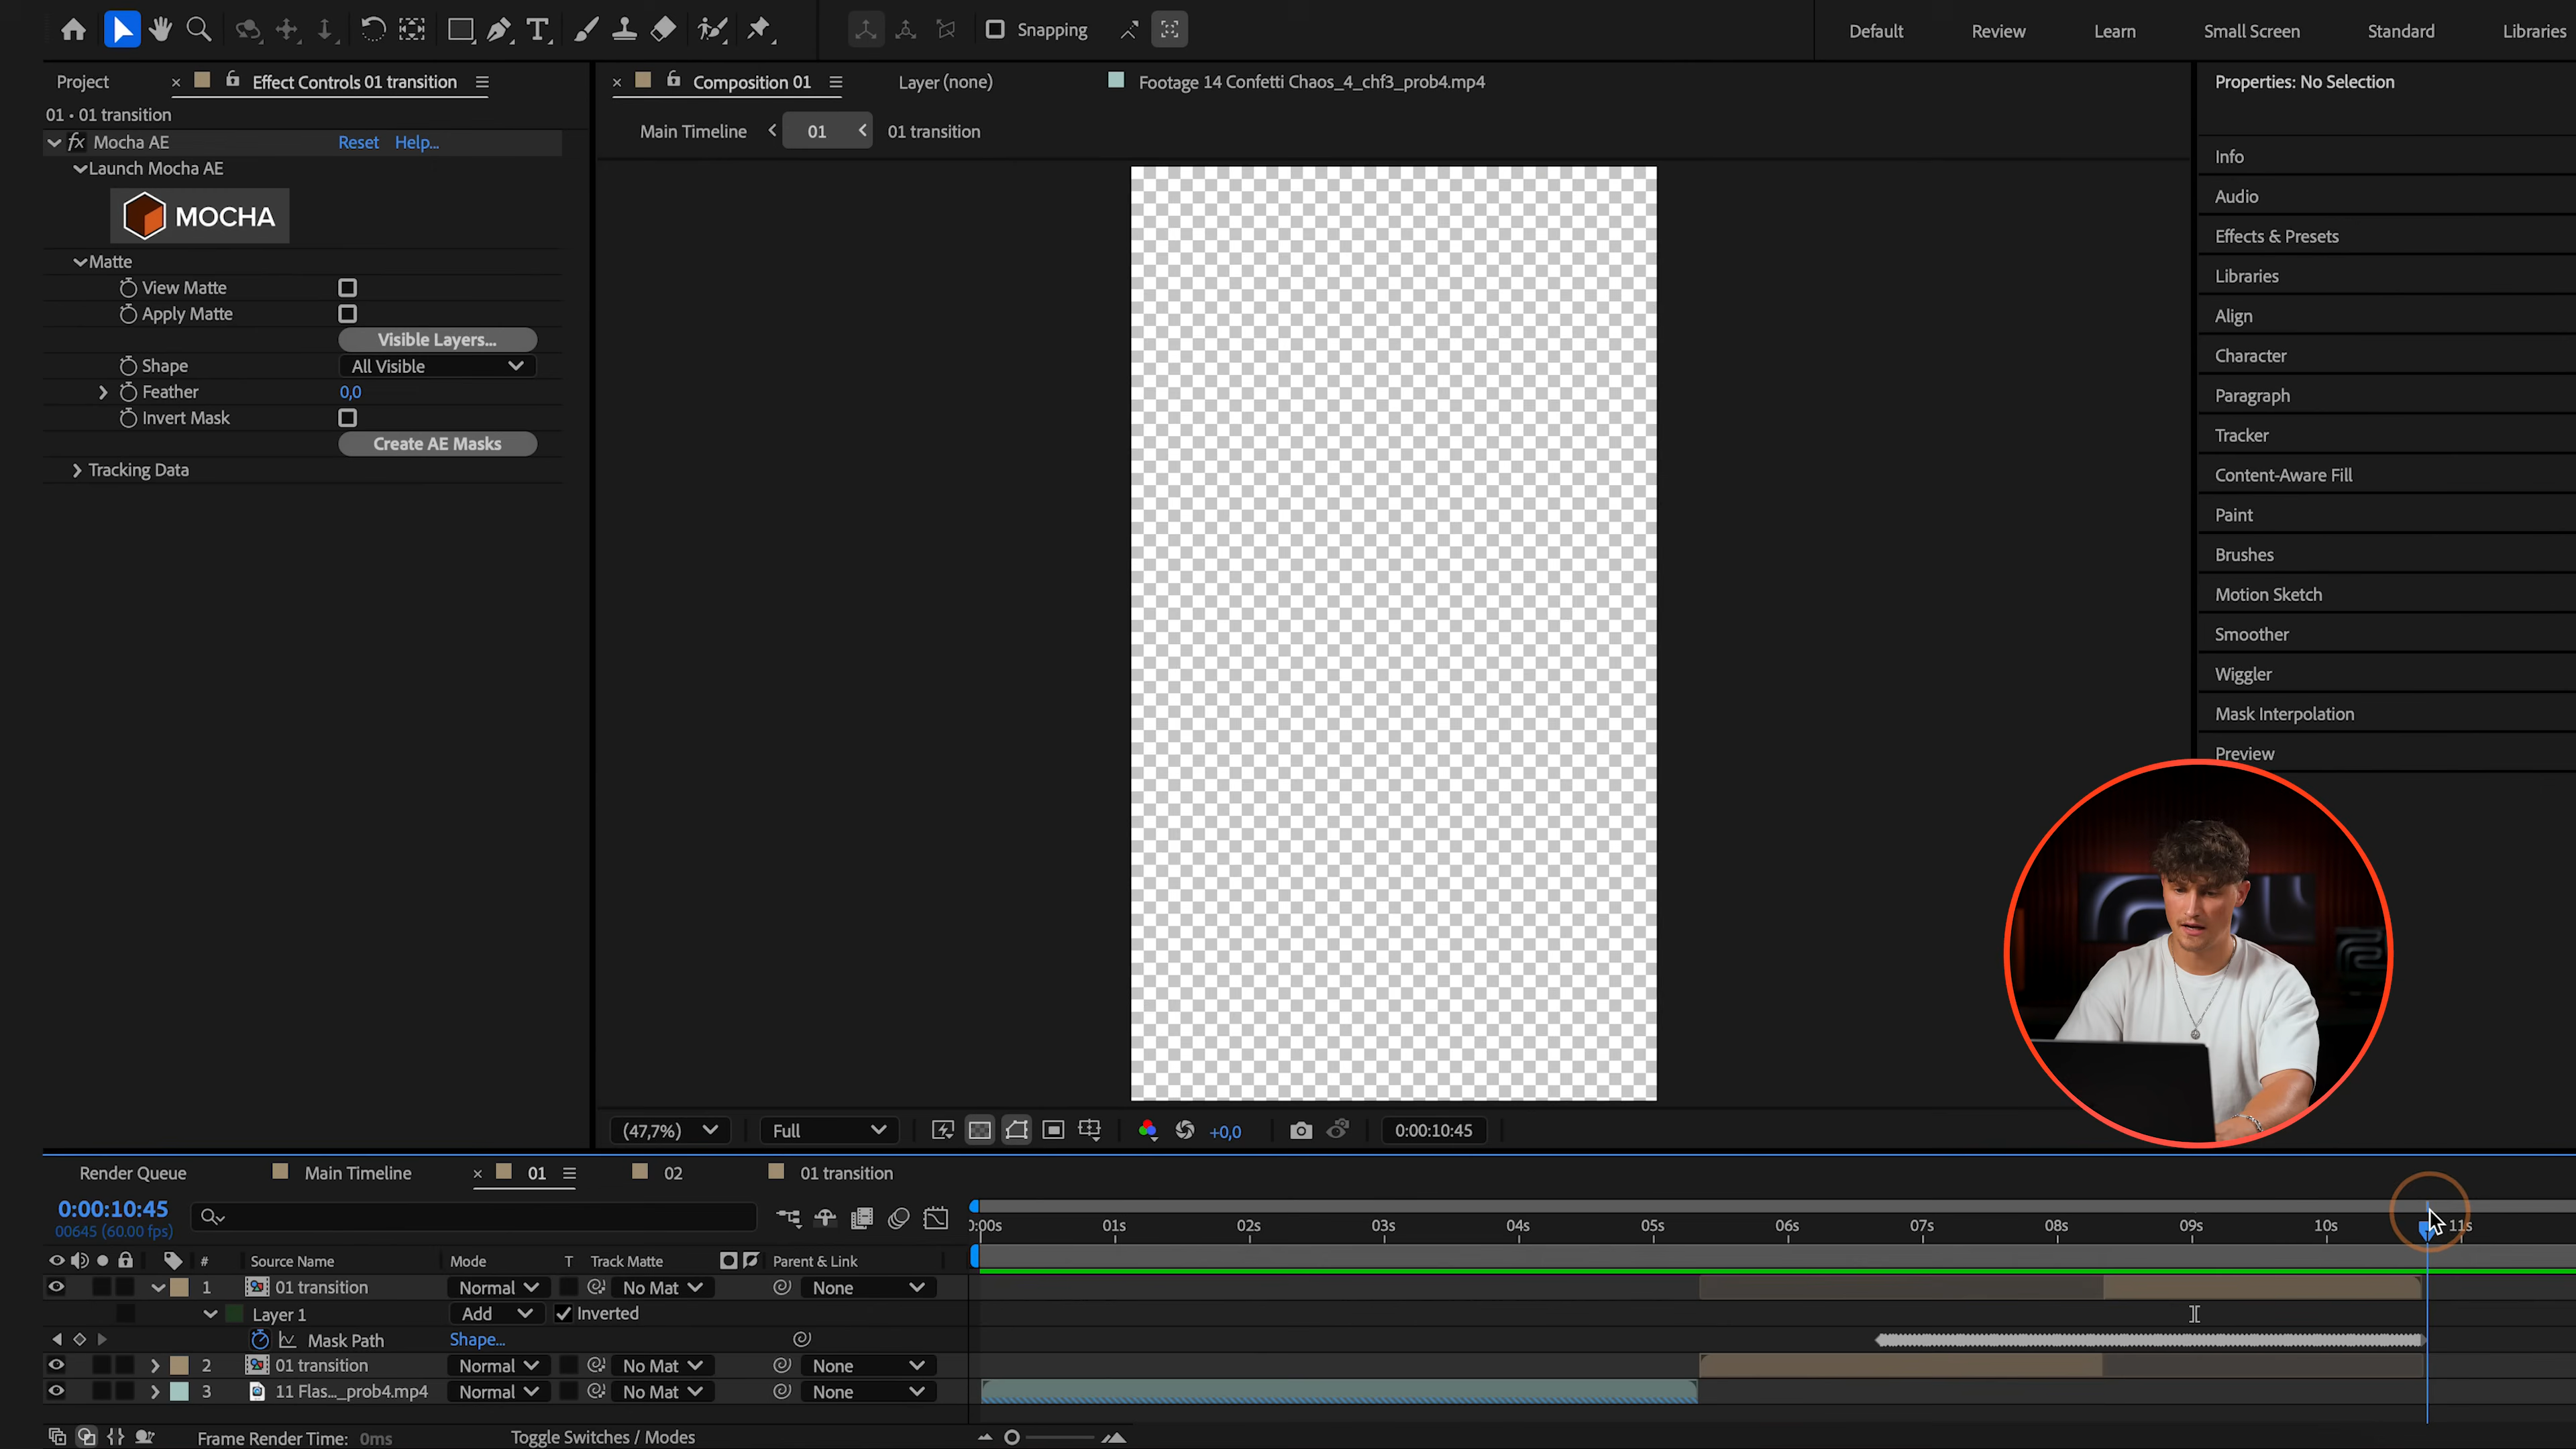 Snapping
Default
Review
Learn
Small Screen
Standard
Libraries
Project
Effect Controls 01 transition
Composition 01
Layer (none)
Footage 14 Confetti Chaos_4_chf3_prob4.mp4
Properties: No Selection
01 • 01 transition
Main Timeline
01
01 transition
fx Mocha AE
Reset
Help...
Launch Mocha AE
MOCHA
Matte
View Matte
Apply Matte
Visible Layers...
Shape
All Visible
Feather
0,0
Invert Mask
Create AE Masks
Tracking Data
Info
Audio
Effects & Presets
Libraries
Align
Character
Paragraph
Tracker
Content-Aware Fill
Paint
Brushes
Motion Sketch
Smoother
Wiggler
Mask Interpolation
Preview
(47,7%)
Full
+0,0
0:00:10:45
Render Queue
Main Timeline
01
02
01 transition
0:00:10:45
00645 (60.00 fps)
0:00s
01s
02s
03s
04s
05s
06s
07s
08s
09s
10s
11s
#
Source Name
Mode
T
Track Matte
Parent & Link
1
01 transition
Normal
No Mat
None
Layer 1
Add
Inverted
Mask Path
Shape...
2
01 transition
Normal
No Mat
None
3
11 Flas..._prob4.mp4
Normal
No Mat
None
Frame Render Time: 0ms
Toggle Switches / Modes